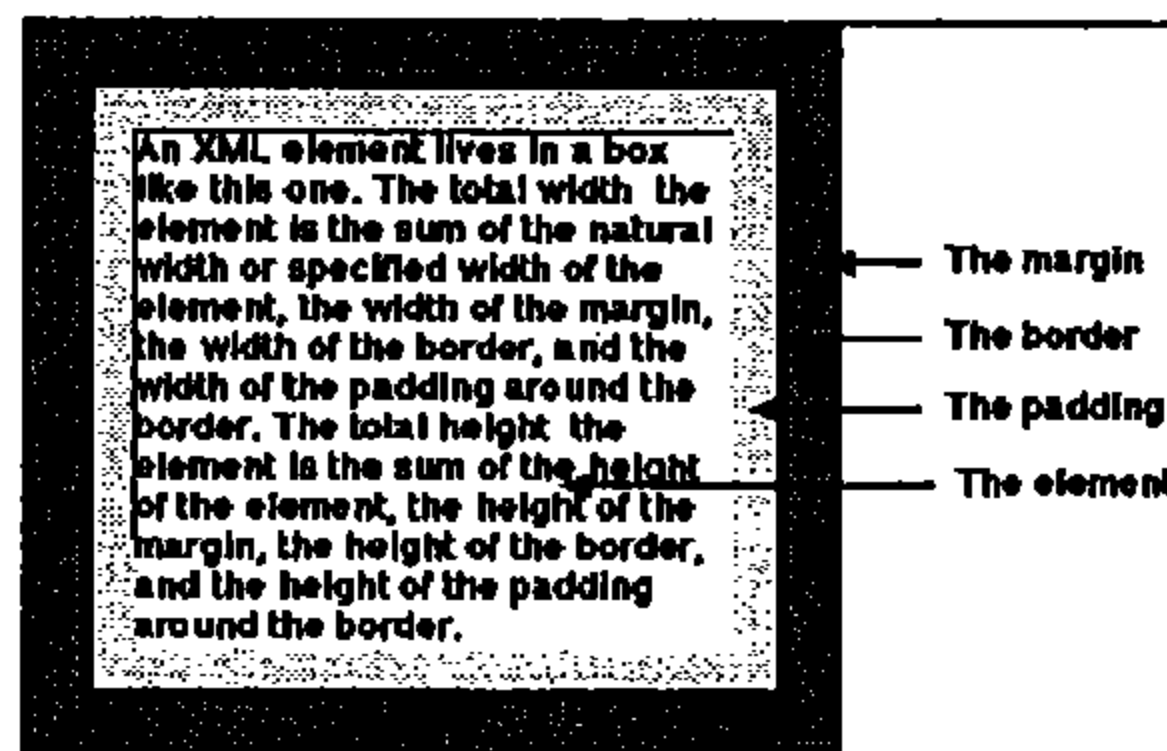 An XML element lives in a box
like this one. The total width  the
element is the sum of the natural
width or specified width of the
element, the width of the margin,
the width of the border, and the
width of the padding around the
border. The total height  the
element is the sum of the height
of the element, the height of the
margin, the height of the border,
and the height of the padding
around the border.
The margin
The border
The padding
The element